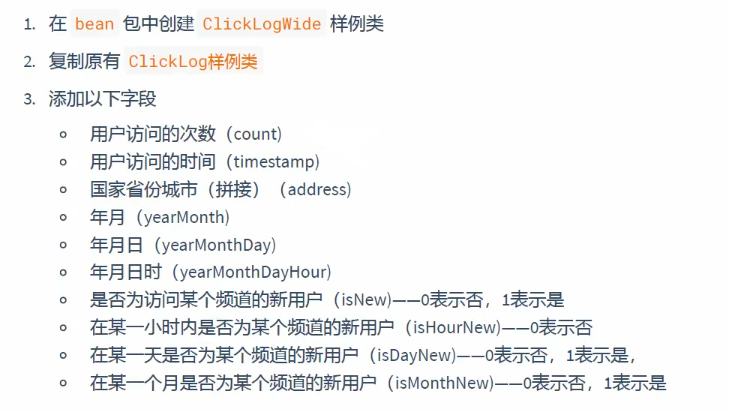 1. 在 bean 包中创建 ClickLogWide 样例类
2. 复制原有 ClickLog样例类
3. 添加以下字段
用户访问的次数（count)
用户访问的时间（timestamp)
国家省份城市（拼接）（address)
年月（yearMonth)
年月日（yearMonthDay)
年月日时（yearMonthDayHour)
是否为访问某个频道的新用户（isNew)——0表示否，1表示是
在某一小时内是否为某个频道的新用户（isHourNew)——0表示否
在某一天是否为某个频道的新用户（isDayNew)——0表示否，1表示是，
在某一个月是否为某个频道的新用户（isMonthNew)——0表示否，1表示是